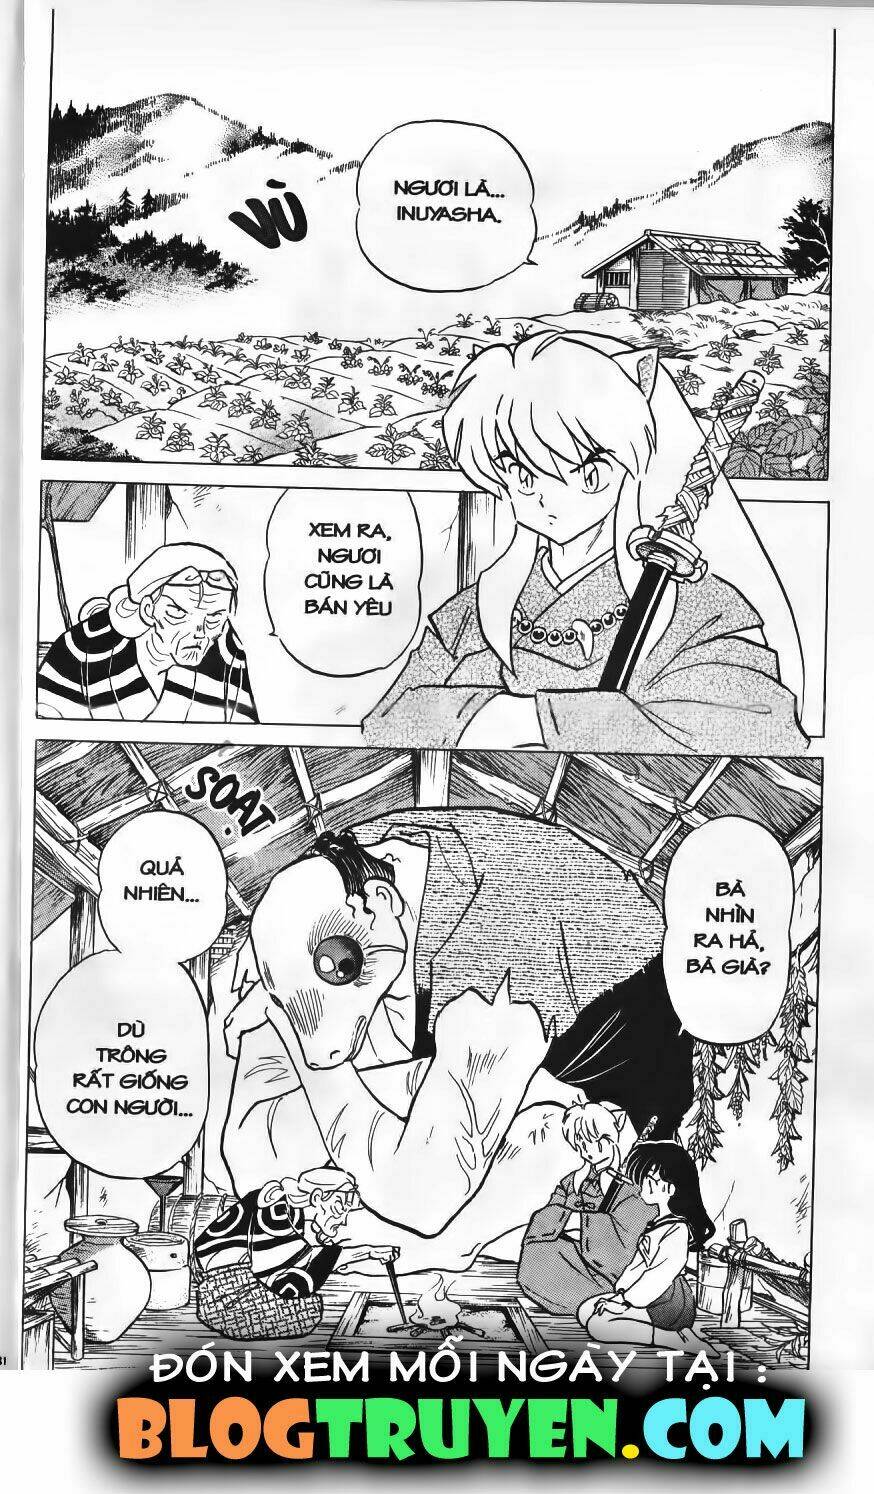 NGƯƠI LÀ...
INUYASHA.
VÙ
XEM RA,
NGƯƠI
CŨNG LÀ
BÁN YÊU
SOẠT
BÀ
NHÌN
RA HẢ,
BÀ GIÀ?
QUẢ
NHIÊN...
DÙ
TRÔNG
RẤT GIỐNG
CON NGƯỜI...
ĐÓN XEM MỖI NGÀY TẠI :
BLOGTRUYEN.COM